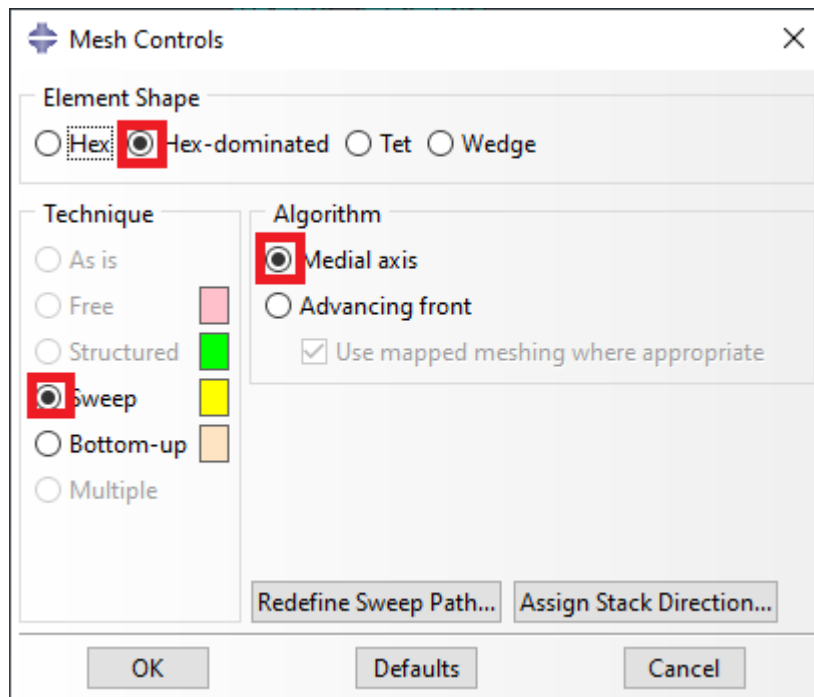 Mesh Controls
Element Shape
Hex Hex-dominated Tet Wedge
Technique
As is
Free
Structured
Sweep
Bottom-up
Multiple
Algorithm
Medial axis
Advancing front
Use mapped meshing where appropriate
Redefine Sweep Path... Assign Stack Direction...
OK Defaults Cancel